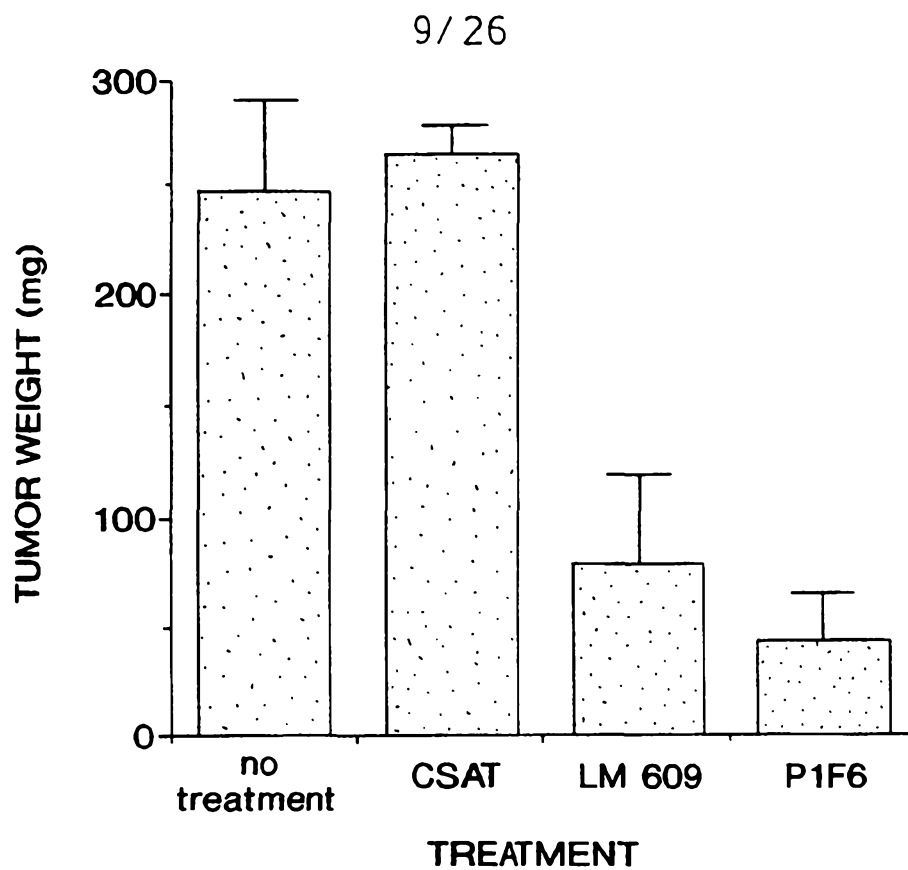 9/26
300
200
100
0
TUMOR WEIGHT (mg)
no
treatment
CSAT
LM 609
P1F6
TREATMENT